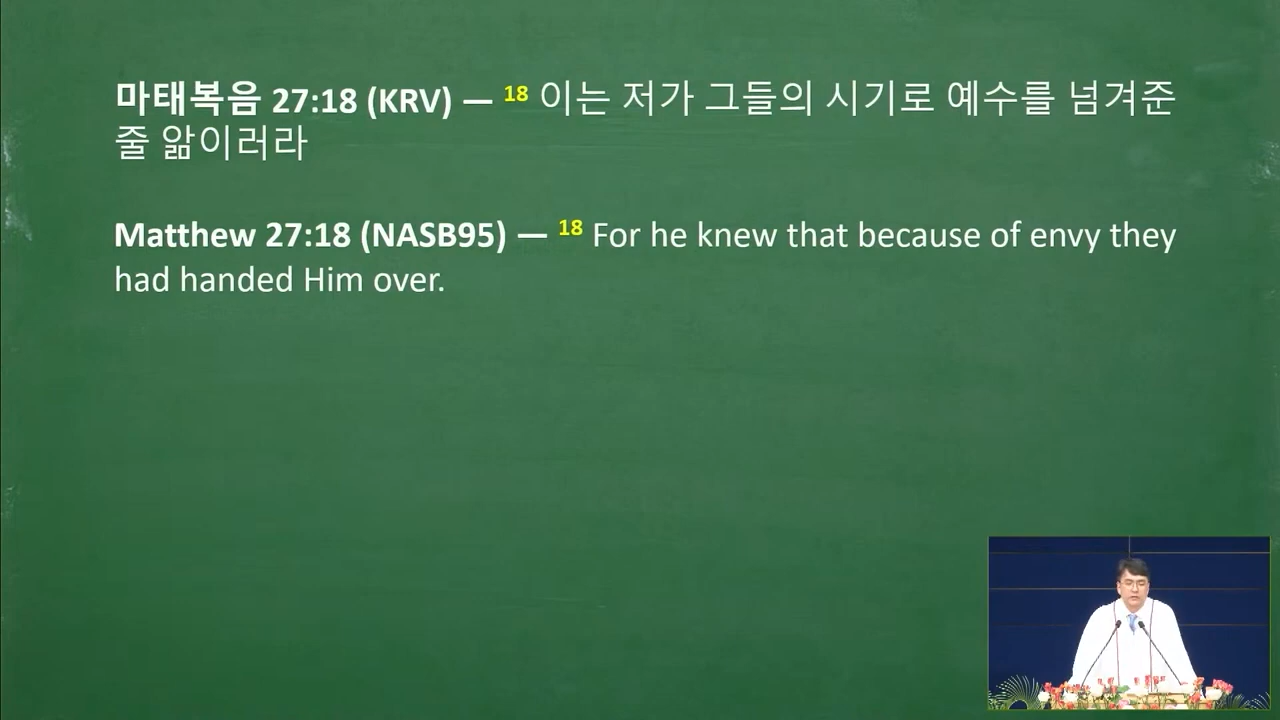 마태복음 27:18 (KRV) — 18 이는 저가 그들의 시기로 예수를 넘겨준
줄 앎이러라
Matthew 27:18 (NASB95) — 18 For he knew that because of envy they
had handed Him over.